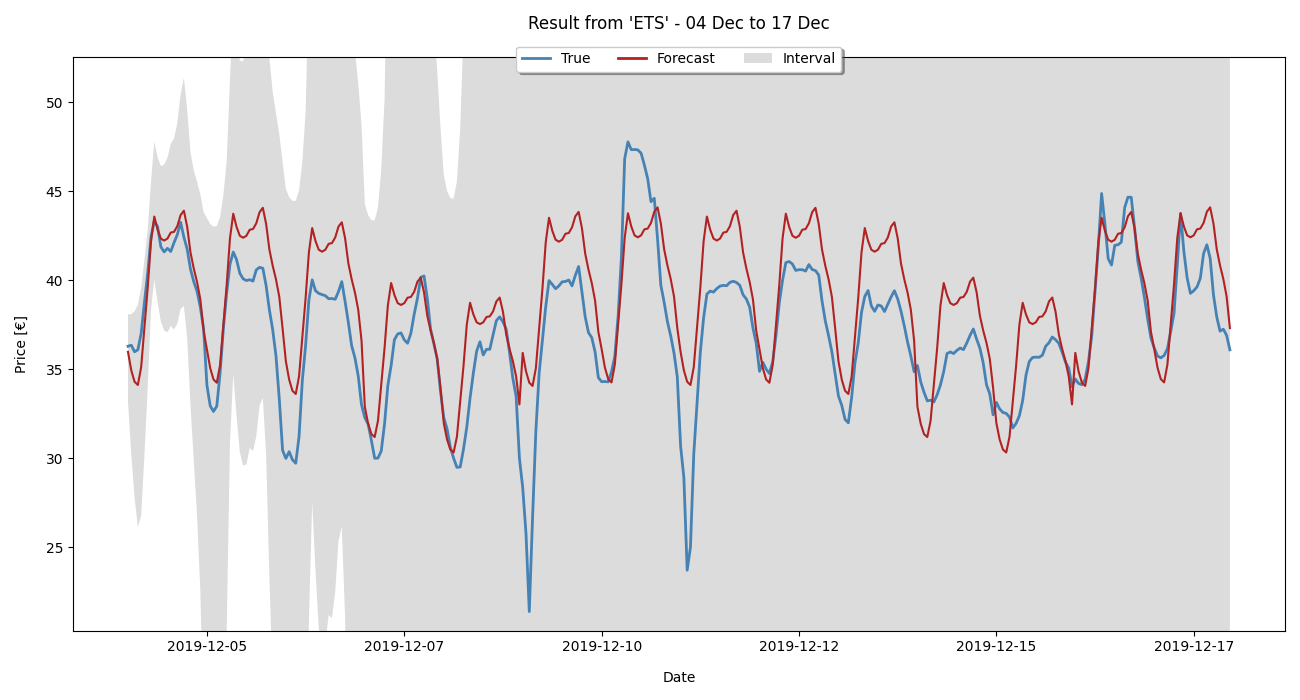 Result from 'ETS' - 04 Dec to 17 Dec
True Forecast Interval
50
45
40
35
30
25
Price [€]
2019-12-05 2019-12-07 2019-12-10 2019-12-12 2019-12-15 2019-12-17
Date